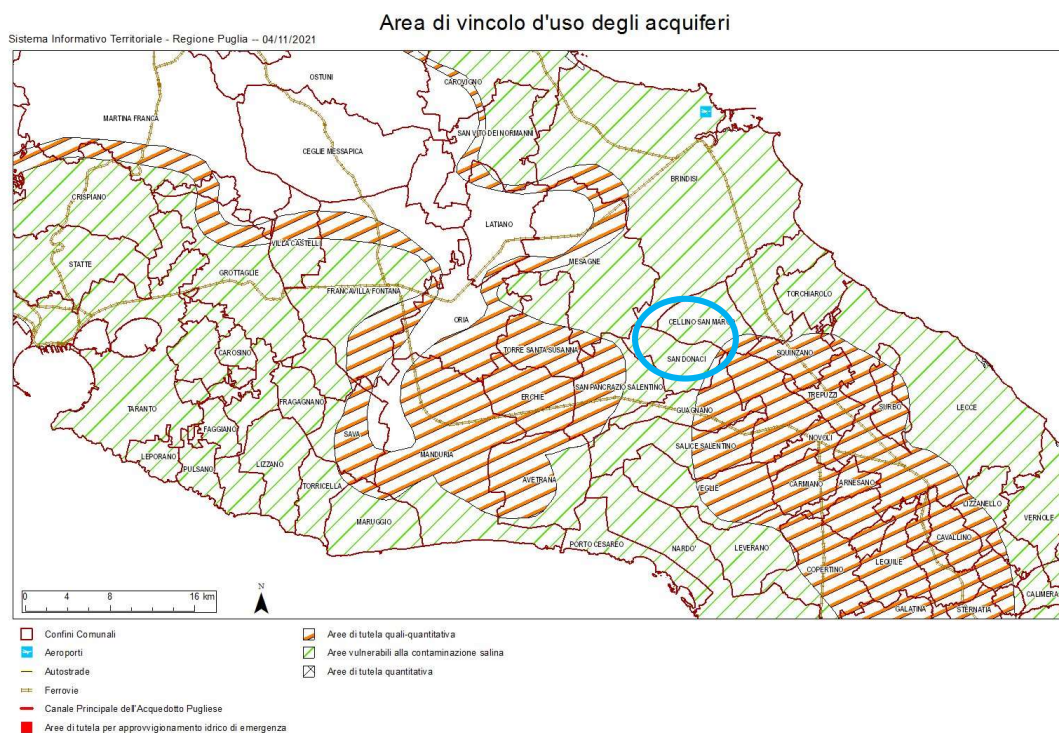 Area di vincolo d'uso degli acquiferi
Sistema Informativo Territoriale - Regione Puglia -- 04/11/2021
OSTUNI
CAROVIGNO
MARTINA FRANCA
SAN VITO DEI NORMANNI
CEGLIE MESSAPICA
BRINDISI
CRISPIANO
LATIANO
VILLA CASTELLI
STATTE
MESAGNE
GROTTAGLIE
FRANCAVILLA FONTANA
TORCHIAROLO
ORIA
CELLINO SAN MARCO
CAROSINO
TORRE SANTA SUSANNA
SAN DONACI
SQUINZANO
SAN PANCRAZIO SALENTINO
ERCHIE
TREPUZZI
FRAGAGNANO
TARANTO
GUAGNANO
SURBO
LECCE
FAGGIANO
SAVA
NOVOLI
SALICE SALENTINO
LEPORANO
MANDURIA
LIZZANO
PULSANO
AVETRANA
CARMIANO
ARNESANO
TORRICELLA
VEGLIE
LIZZANELLO
VERNOLE
MARUGGIO
CAVALLINO
PORTO CESAREO
NARDO'
LEVERANO
LEQUILE
COPERTINO
CALIMERA
GALATINA
STERNATIA
0 4 8 16 km
N
Confini Comunali
Aeroporti
Autostrade
Ferrovie
Canale Principale dell'Acquedotto Pugliese
Aree di tutela per approvvigionamento idrico di emergenza
Aree di tutela quali-quantitativa
Aree vulnerabili alla contaminazione salina
Aree di tutela quantitativa